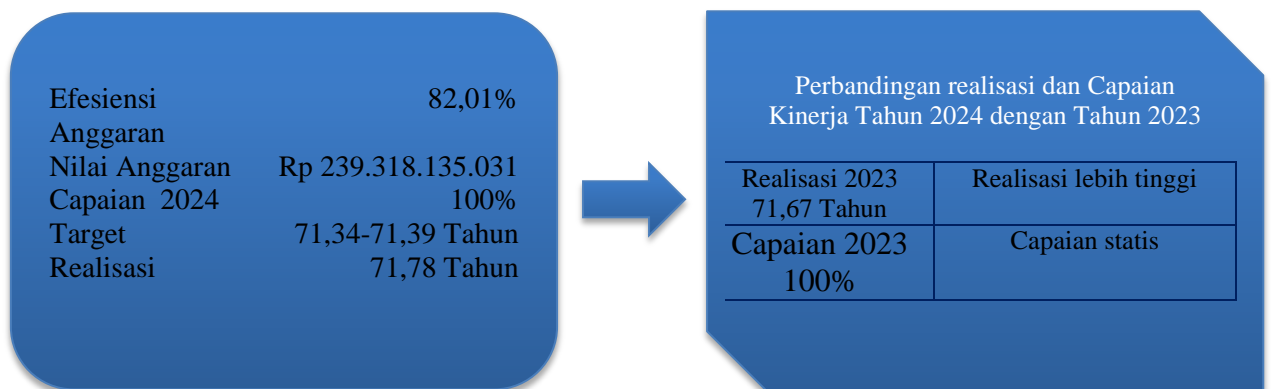 Efesiensi 82,01%
Anggaran
Nilai Anggaran Rp 239.318.135.031
Capaian 2024 100%
Target 71,34-71,39 Tahun
Realisasi 71,78 Tahun
Perbandingan realisasi dan Capaian
Kinerja Tahun 2024 dengan Tahun 2023
Realisasi 2023 Realisasi lebih tinggi
71,67 Tahun
Capaian 2023 Capaian statis
100%